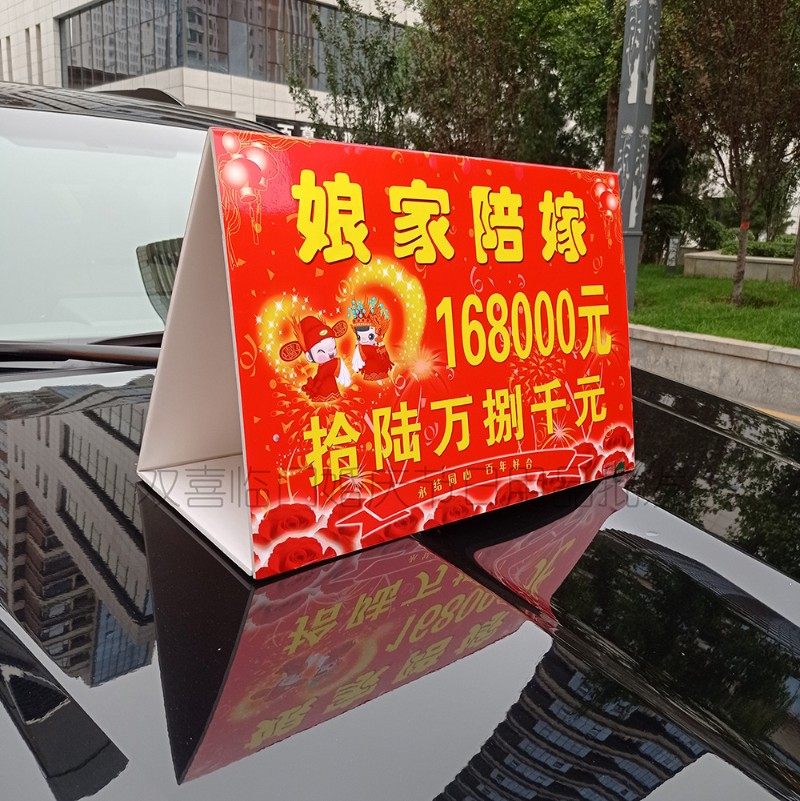 娘家陪嫁
168000元
拾陆万捌千元
永结同心 百年好合